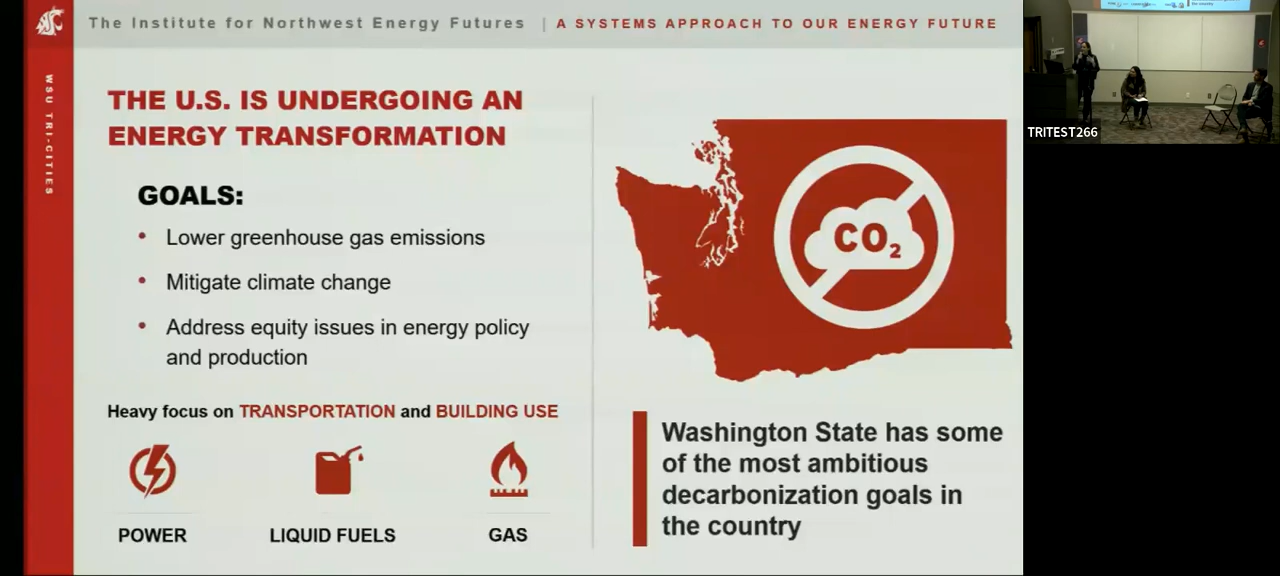 The Institute for Northwest Energy Futures | A SYSTEMS APPROACH TO OUR ENERGY FUTURE
WSU TRI-CITIES
THE U.S. IS UNDERGOING AN
ENERGY TRANSFORMATION
GOALS:
• Lower greenhouse gas emissions
• Mitigate climate change
• Address equity issues in energy policy
and production
Heavy focus on TRANSPORTATION and BUILDING USE
POWER
LIQUID FUELS
GAS
CO₂
Washington State has some
of the most ambitious
decarbonization goals in
the country
TRITEST266